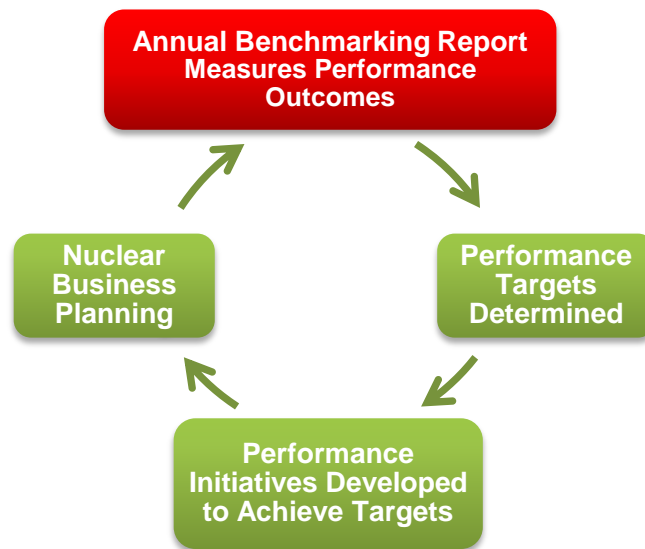 Annual Benchmarking Report
Measures Performance
Outcomes
Nuclear
Business
Planning
Performance
Targets
Determined
Performance
Initiatives Developed
to Achieve Targets